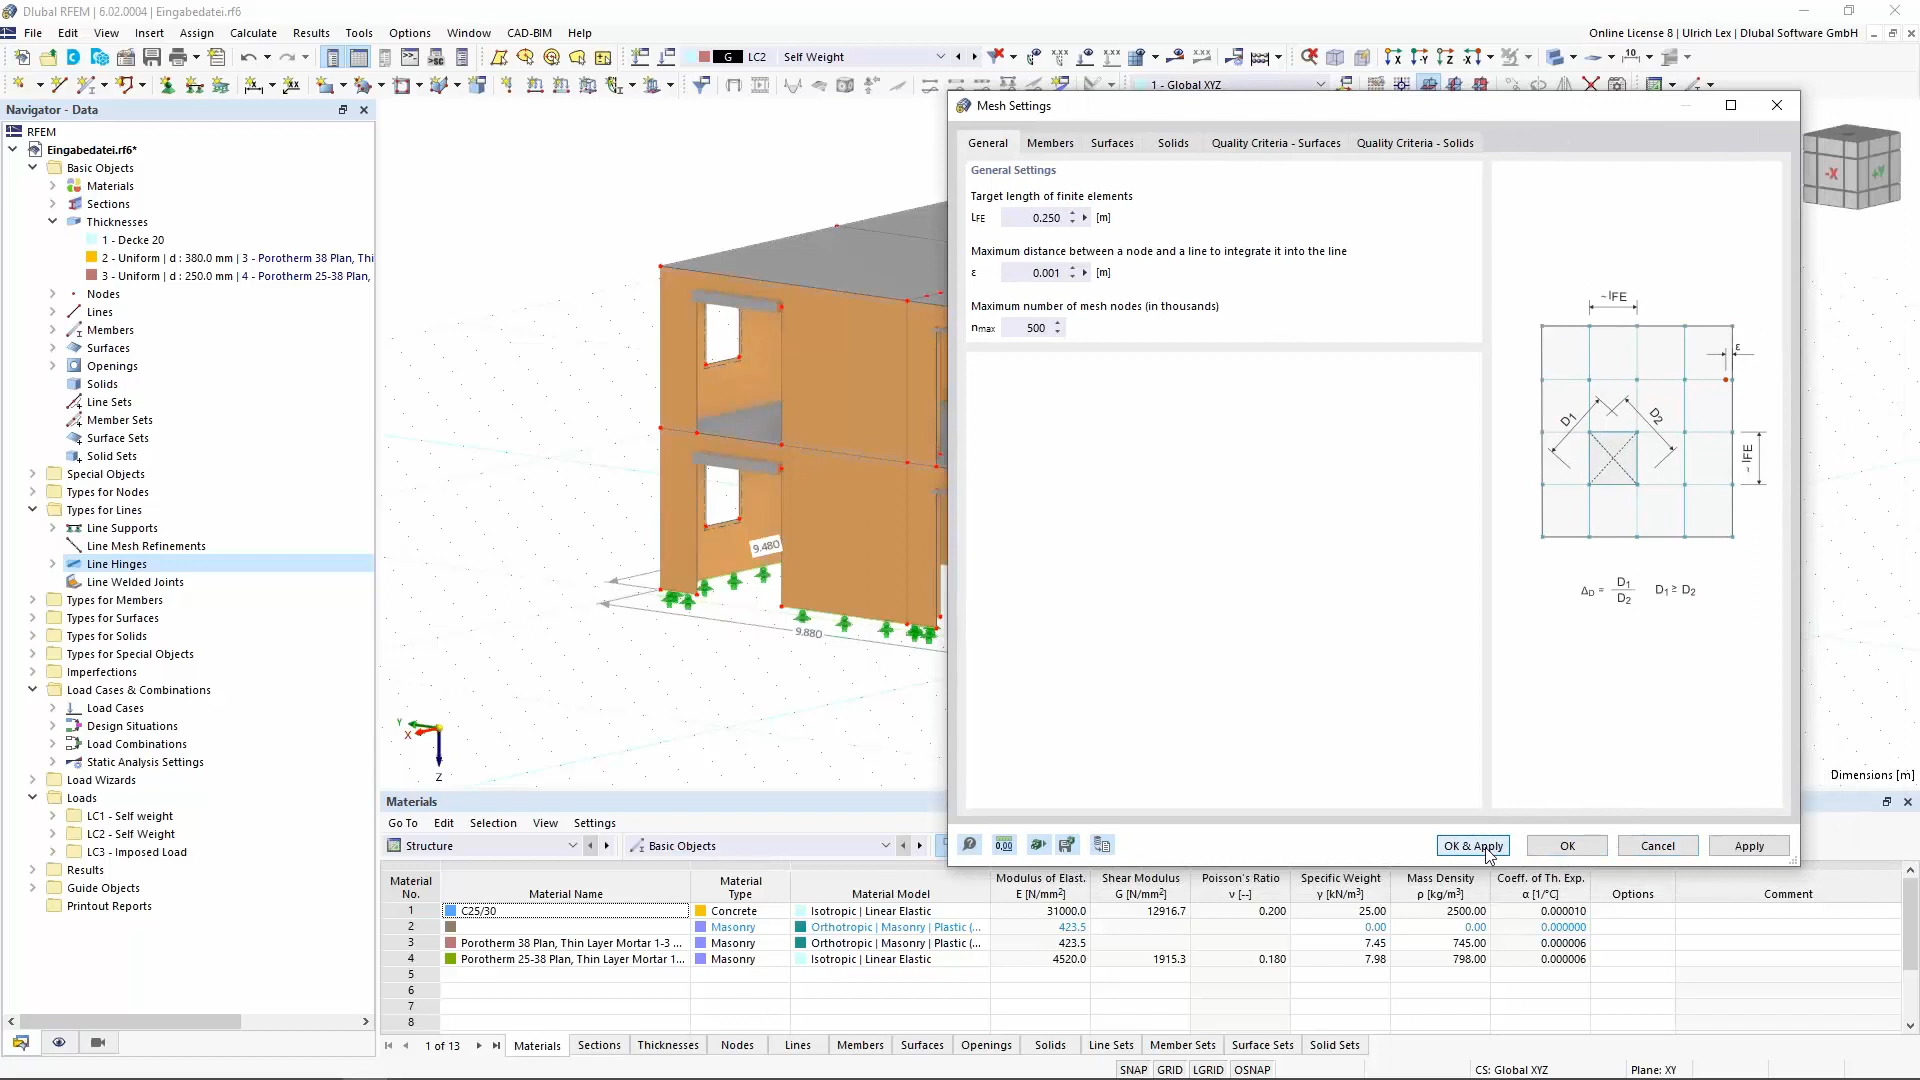 Dlubal RFEM | 6.02.0004 | Eingabedatei.rf6*
File Edit View Insert Assign Calculate Results Tools Options Window CAD-BIM Help
Online License 8 | Ulrich Lex | Dlubal Software GmbH
G LC2 Self Weight
1 - Global XYZ
Navigator - Data
RFEM
Eingabedatei.rf6*
Basic Objects
Materials
Sections
Thicknesses
1 - Decke 20
2 - Uniform | d : 380.0 mm | 3 - Porotherm 38 Plan, Thi
3 - Uniform | d : 250.0 mm | 4 - Porotherm 25-38 Plan,
Nodes
Lines
Members
Surfaces
Openings
Solids
Line Sets
Member Sets
Surface Sets
Solid Sets
Special Objects
Types for Nodes
Types for Lines
Line Supports
Line Mesh Refinements
Line Hinges
Line Welded Joints
Types for Members
Types for Surfaces
Types for Solids
Types for Special Objects
Imperfections
Load Cases & Combinations
Load Cases
Design Situations
Load Combinations
Static Analysis Settings
Load Wizards
Loads
LC1 - Self weight
LC2 - Self Weight
LC3 - Imposed Load
Results
Guide Objects
Printout Reports
9.480
9.880
Y
X
Z
-X
+Y
Dimensions [m]
Mesh Settings
General Members Surfaces Solids Quality Criteria - Surfaces Quality Criteria - Solids
General Settings
Target length of finite elements
LFE 0.250 [m]
Maximum distance between a node and a line to integrate it into the line
ε 0.001 [m]
Maximum number of mesh nodes (in thousands)
nmax 500
~lFE
ε
D1
D2
~lFE
ΔD = D1 / D2 D1 ≥ D2
0,00
OK & Apply OK Cancel Apply
Materials
Go To Edit Selection View Settings
Structure Basic Objects
Material No. Material Name Material Type Material Model Modulus of Elast. E [N/mm²] Shear Modulus G [N/mm²] Poisson's Ratio ν [--] Specific Weight γ [kN/m³] Mass Density ρ [kg/m³] Coeff. of Th. Exp. α [1/°C] Options Comment
1 C25/30 Concrete Isotropic | Linear Elastic 31000.0 12916.7 0.200 25.00 2500.00 0.000010
2 Masonry Orthotropic | Masonry | Plastic (... 423.5 0.00 0.00 0.000000
3 Porotherm 38 Plan, Thin Layer Mortar 1-3 ... Masonry Orthotropic | Masonry | Plastic (... 423.5 7.45 745.00 0.000006
4 Porotherm 25-38 Plan, Thin Layer Mortar 1... Masonry Isotropic | Linear Elastic 4520.0 1915.3 0.180 7.98 798.00 0.000006
5
6
7
8
1 of 13 Materials Sections Thicknesses Nodes Lines Members Surfaces Openings Solids Line Sets Member Sets Surface Sets Solid Sets
SNAP GRID LGRID OSNAP CS: Global XYZ Plane: XY